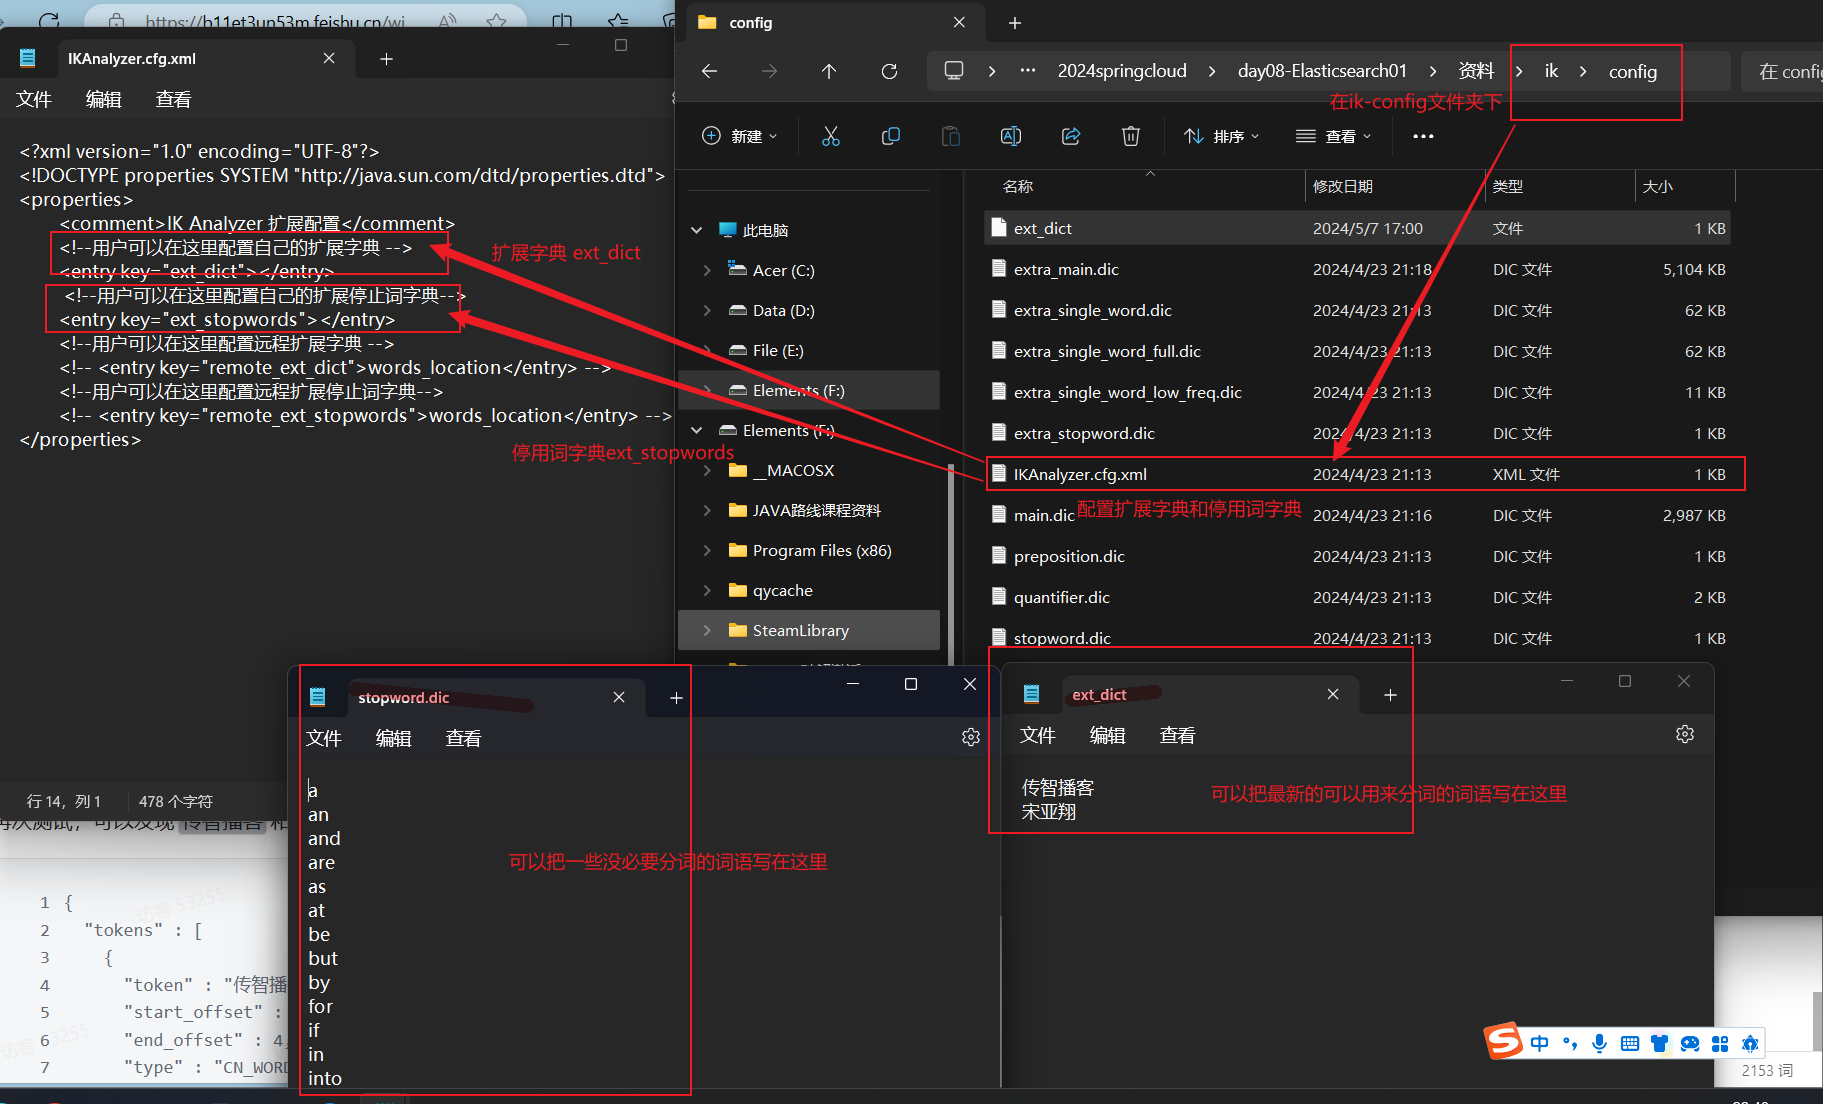 https://b11et3un53m.feishu.cn/wi
IKAnalyzer.cfg.xml
文件 编辑 查看
<?xml version="1.0" encoding="UTF-8"?>
<!DOCTYPE properties SYSTEM "http://java.sun.com/dtd/properties.dtd">
<properties>
<comment>IK Analyzer 扩展配置</comment>
<!--用户可以在这里配置自己的扩展字典 -->
<entry key="ext_dict"></entry>
<!--用户可以在这里配置自己的扩展停止词字典-->
<entry key="ext_stopwords"></entry>
<!--用户可以在这里配置远程扩展字典 -->
<!-- <entry key="remote_ext_dict">words_location</entry> -->
<!--用户可以在这里配置远程扩展停止词字典-->
<!-- <entry key="remote_ext_stopwords">words_location</entry> -->
</properties>
扩展字典 ext_dict
停用词字典ext_stopwords
行 14，列 1 478 个字符
config
2024springcloud day08-Elasticsearch01 资料 ik config
在 config
在ik-config文件夹下
新建 排序 查看
此电脑
Acer (C:)
Data (D:)
File (E:)
Elements (F:)
Elements (F:)
__MACOSX
JAVA路线课程资料
Program Files (x86)
qycache
SteamLibrary
名称 修改日期 类型 大小
ext_dict 2024/5/7 17:00 文件 1 KB
extra_main.dic 2024/4/23 21:18 DIC 文件 5,104 KB
extra_single_word.dic 2024/4/23 21:13 DIC 文件 62 KB
extra_single_word_full.dic 2024/4/23 21:13 DIC 文件 62 KB
extra_single_word_low_freq.dic 2024/4/23 21:13 DIC 文件 11 KB
extra_stopword.dic 2024/4/23 21:13 DIC 文件 1 KB
IKAnalyzer.cfg.xml 2024/4/23 21:13 XML 文件 1 KB
main.dic 2024/4/23 21:16 DIC 文件 2,987 KB
配置扩展字典和停用词字典
preposition.dic 2024/4/23 21:13 DIC 文件 1 KB
quantifier.dic 2024/4/23 21:13 DIC 文件 2 KB
stopword.dic 2024/4/23 21:13 DIC 文件 1 KB
stopword.dic
文件 编辑 查看
a
an
and
are
as
at
be
but
by
for
if
in
into
可以把一些没必要分词的词语写在这里
ext_dict
文件 编辑 查看
传智播客
宋亚翔
可以把最新的可以用来分词的词语写在这里
再次测试，可以发现 传智播客 和
1 {
2 "tokens" : [
3 {
4 "token" : "传智播
5 "start_offset" :
6 "end_offset" : 4,
7 "type" : "CN_WORD
访客 53255
访客 53255
中
2153 词